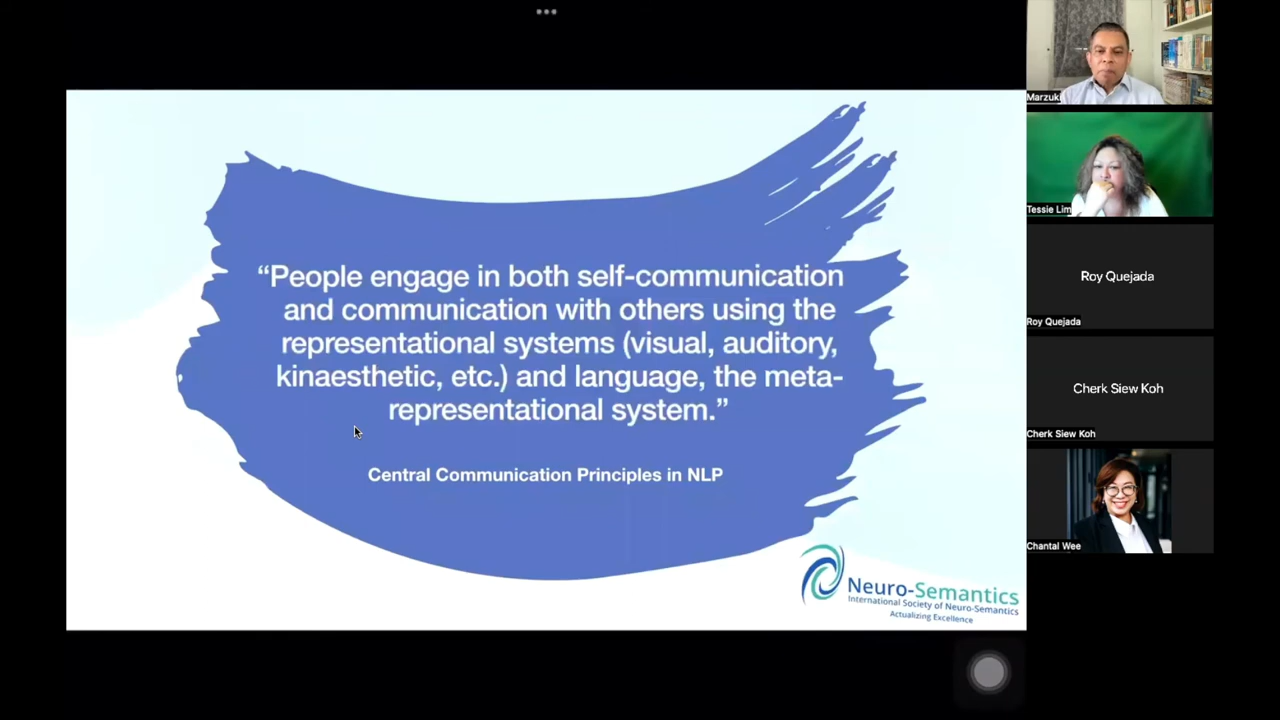 “People engage in both self-communication
and communication with others using the
representational systems (visual, auditory,
kinaesthetic, etc.) and language, the meta-
representational system.”
Central Communication Principles in NLP
Neuro-Semantics
International Society of Neuro-Semantics
Actualizing Excellence
Marzuki
Tessie Lim
Roy Quejada
Roy Quejada
Cherk Siew Koh
Cherk Siew Koh
Chantal Wee